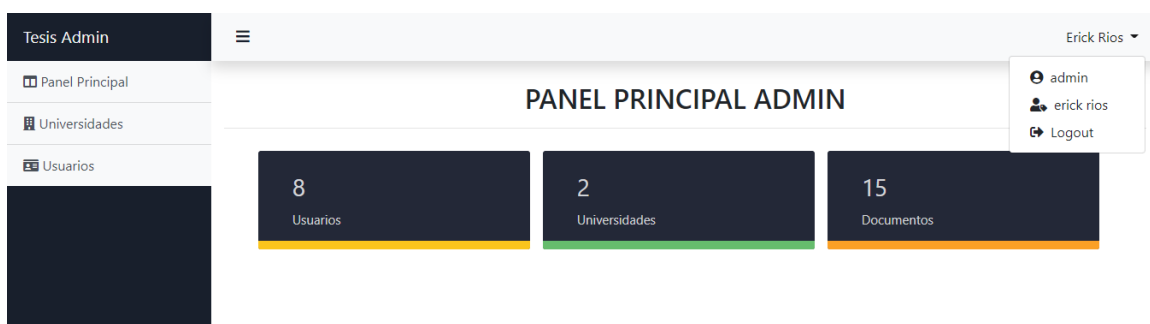 Tesis Admin
Erick Rios
Panel Principal
Universidades
Usuarios
admin
erick rios
Logout
PANEL PRINCIPAL ADMIN
8
Usuarios
2
Universidades
15
Documentos